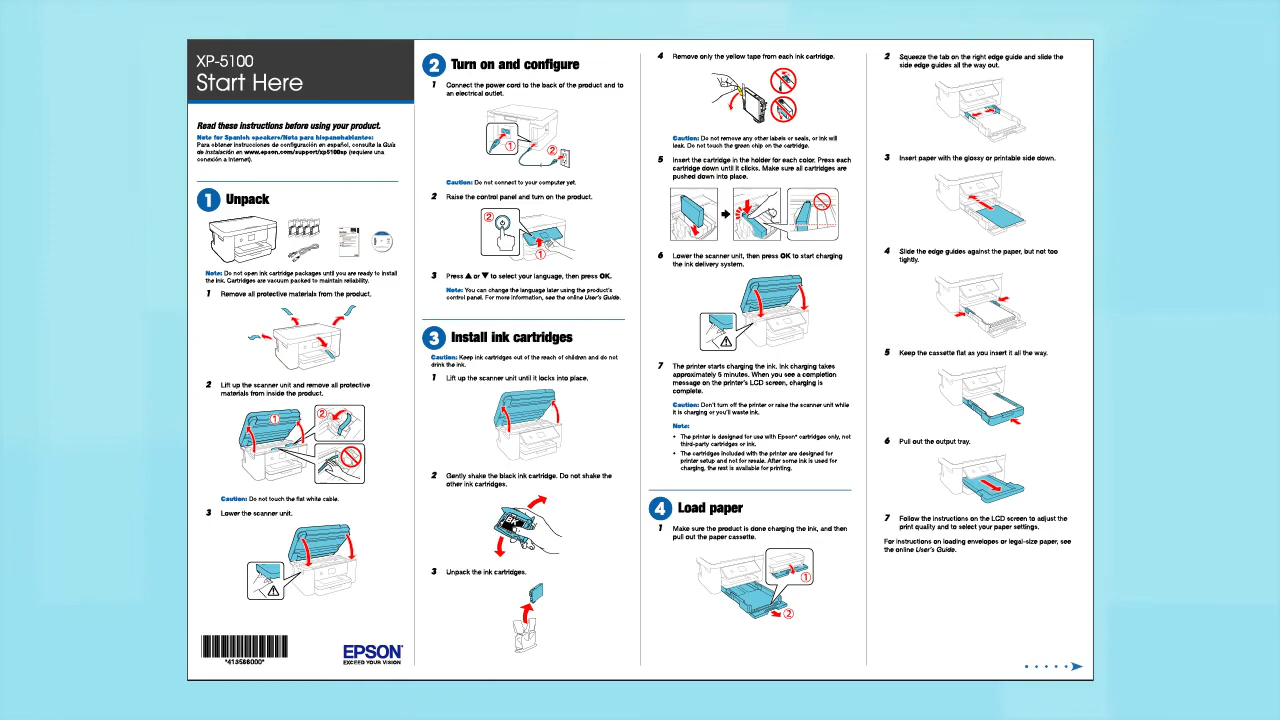 XP-5100
Start Here
Read these instructions before using your product.
Note for Spanish speakers/Nota para hispanohablantes:
Para obtener instrucciones de configuración en español, consulte la Guía
de instalación en www.epson.com/support/xp5100sp (requiere una
conexión a Internet).
1 Unpack
Note: Do not open ink cartridge packages until you are ready to install
the ink. Cartridges are vacuum packed to maintain reliability.
1 Remove all protective materials from the product.
2 Lift up the scanner unit and remove all protective
materials from inside the product.
1
2
Caution: Do not touch the flat white cable.
3 Lower the scanner unit.
*413566000*
EPSON®
EXCEED YOUR VISION
2 Turn on and configure
1 Connect the power cord to the back of the product and to
an electrical outlet.
1
2
Caution: Do not connect to your computer yet.
2 Raise the control panel and turn on the product.
2
1
3 Press ▲ or ▼ to select your language, then press OK.
Note: You can change the language later using the product's
control panel. For more information, see the online User's Guide.
3 Install ink cartridges
Caution: Keep ink cartridges out of the reach of children and do not
drink the ink.
1 Lift up the scanner unit until it locks into place.
2 Gently shake the black ink cartridge. Do not shake the
other ink cartridges.
BK
3 Unpack the ink cartridges.
4 Remove only the yellow tape from each ink cartridge.
Caution: Do not remove any other labels or seals, or ink will
leak. Do not touch the green chip on the cartridge.
5 Insert the cartridge in the holder for each color. Press each
cartridge down until it clicks. Make sure all cartridges are
pushed down into place.
6 Lower the scanner unit, then press OK to start charging
the ink delivery system.
7 The printer starts charging the ink. Ink charging takes
approximately 5 minutes. When you see a completion
message on the printer's LCD screen, charging is
complete.
Caution: Don't turn off the printer or raise the scanner unit while
it is charging or you'll waste ink.
Note:
• The printer is designed for use with Epson® cartridges only, not
third-party cartridges or ink.
• The cartridges included with the printer are designed for
printer setup and not for resale. After some ink is used for
charging, the rest is available for printing.
4 Load paper
1 Make sure the product is done charging the ink, and then
pull out the paper cassette.
1
2
2 Squeeze the tab on the right edge guide and slide the
side edge guides all the way out.
3 Insert paper with the glossy or printable side down.
4 Slide the edge guides against the paper, but not too
tightly.
5 Keep the cassette flat as you insert it all the way.
6 Pull out the output tray.
7 Follow the instructions on the LCD screen to adjust the
print quality and to select your paper settings.
For instructions on loading envelopes or legal-size paper, see
the online User's Guide.